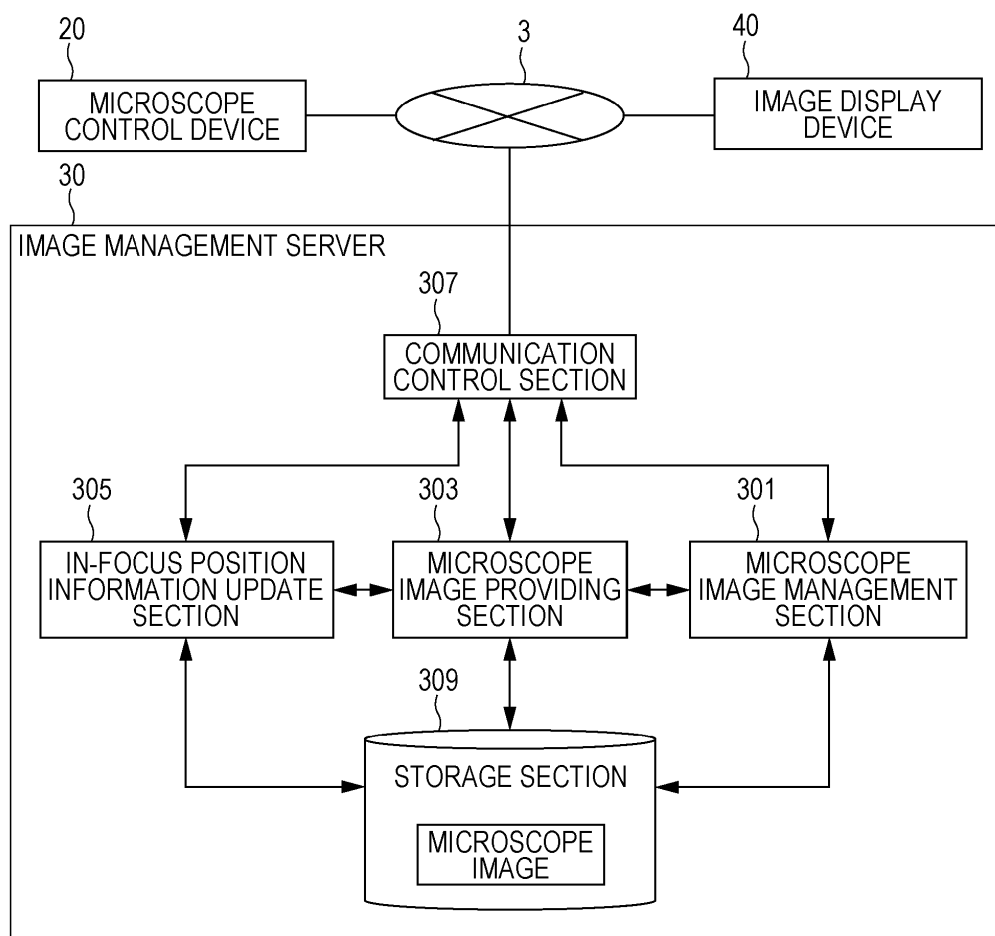 20
3
40
MICROSCOPE
CONTROL DEVICE
IMAGE DISPLAY
DEVICE
30
IMAGE MANAGEMENT SERVER
307
COMMUNICATION
CONTROL SECTION
305
303
301
IN-FOCUS POSITION
INFORMATION UPDATE
SECTION
MICROSCOPE
IMAGE PROVIDING
SECTION
MICROSCOPE
IMAGE MANAGEMENT
SECTION
309
STORAGE SECTION
MICROSCOPE
IMAGE